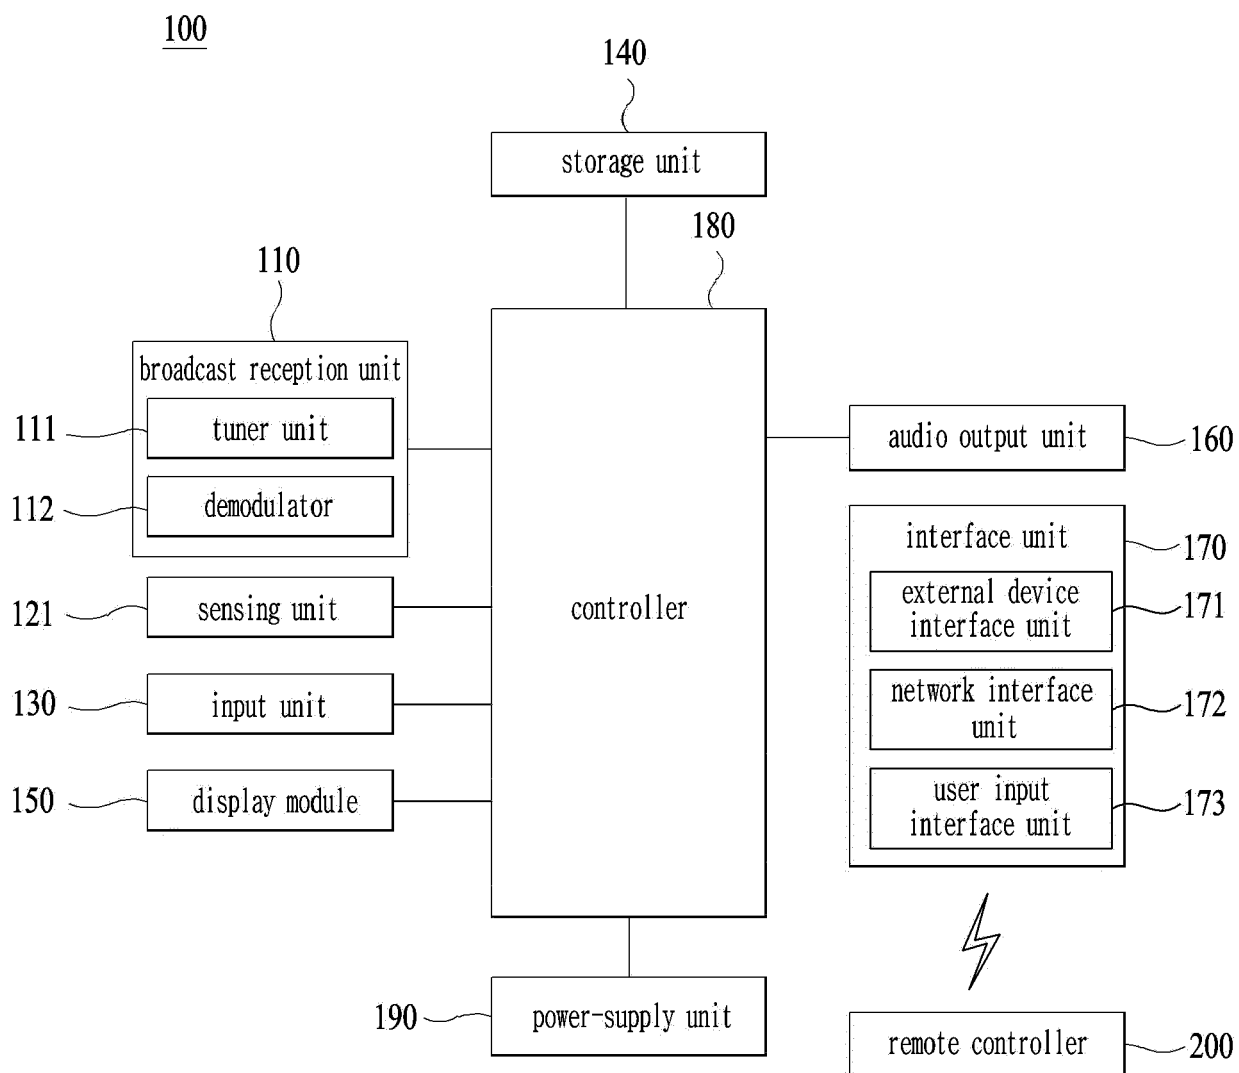 100
140
storage unit
180
110
broadcast reception unit
111
tuner unit
112
demodulator
audio output unit
160
interface unit
170
external device
interface unit
171
121
sensing unit
controller
130
input unit
network interface
unit
172
150
display module
user input
interface unit
173
190
power-supply unit
remote controller
200